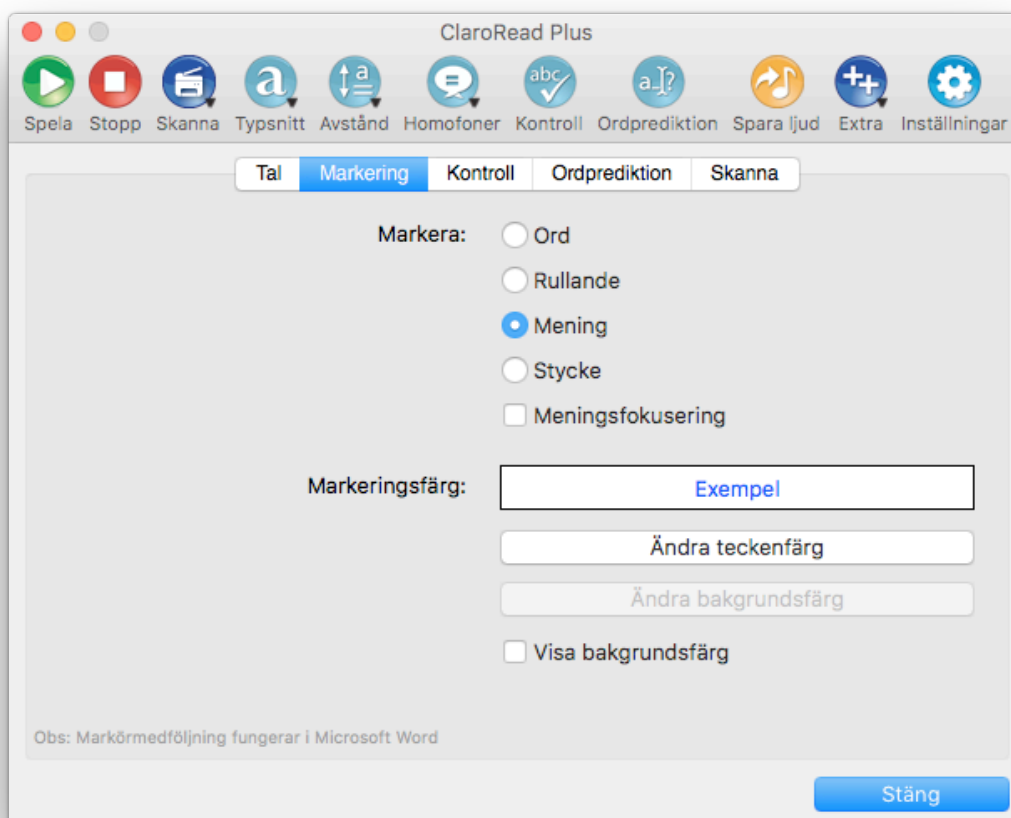 ClaroRead Plus
Spela Stopp Skanna Typsnitt Avstånd Homofoner Kontroll Ordprediktion Spara ljud Extra Inställningar
Tal Markering Kontroll Ordprediktion Skanna
Markera: Ord
Rullande
Mening
Stycke
Meningsfokusering
Markeringsfärg: Exempel
Ändra teckenfärg
Ändra bakgrundsfärg
Visa bakgrundsfärg
Obs: Markörmedföljning fungerar i Microsoft Word
Stäng